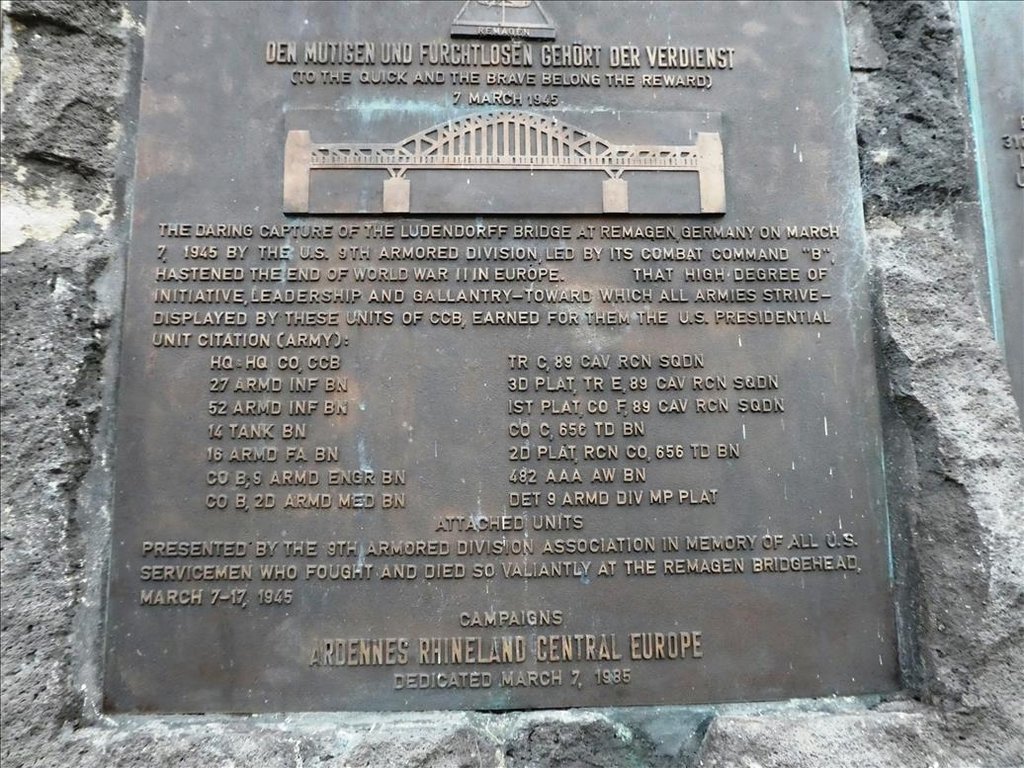 REMAGEN
DEN MUTIGEN UND FURCHTLOSEN GEHÖRT DER VERDIENST
(TO THE QUICK AND THE BRAVE BELONG THE REWARD)
7 MARCH 1945
THE DARING CAPTURE OF THE LUDENDORFF BRIDGE AT REMAGEN, GERMANY ON MARCH
7, 1945 BY THE U.S. 9TH ARMORED DIVISION, LED BY ITS COMBAT COMMAND "B",
HASTENED THE END OF WORLD WAR II IN EUROPE. THAT HIGH DEGREE OF
INITIATIVE, LEADERSHIP AND GALLANTRY-TOWARD WHICH ALL ARMIES STRIVE-
DISPLAYED BY THESE UNITS OF CCB, EARNED FOR THEM THE U.S. PRESIDENTIAL
UNIT CITATION (ARMY):
HQ: HQ CO, CCB
27 ARMD INF BN
52 ARMD INF BN
14 TANK BN
16 ARMD FA BN
CO B, 9 ARMD ENGR BN
CO B, 2D ARMD MED BN
TR C, 89 CAV RCN SQDN
3D PLAT, TR E, 89 CAV RCN SQDN
1ST PLAT, CO F, 89 CAV RCN SQDN
CO C, 656 TD BN
2D PLAT, RCN CO, 656 TD BN
482 AAA AW BN
DET 9 ARMD DIV MP PLAT
ATTACHED UNITS
PRESENTED BY THE 9TH ARMORED DIVISION ASSOCIATION IN MEMORY OF ALL U.S.
SERVICEMEN WHO FOUGHT AND DIED SO VALIANTLY AT THE REMAGEN BRIDGEHEAD,
MARCH 7-17, 1945
CAMPAIGNS
ARDENNES RHINELAND CENTRAL EUROPE
DEDICATED MARCH 7, 1985